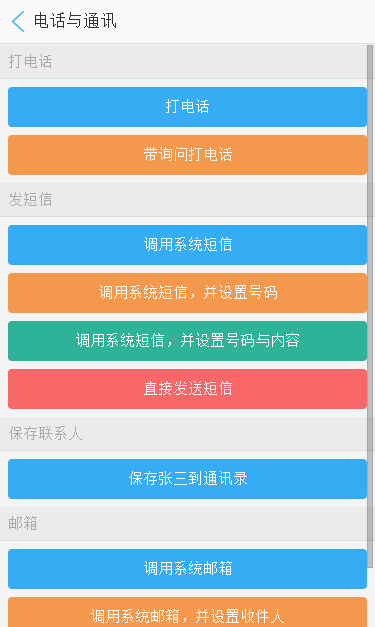 电话与通讯
打电话
打电话
带询问打电话
发短信
调用系统短信
调用系统短信，并设置号码
调用系统短信，并设置号码与内容
直接发送短信
保存联系人
保存张三到通讯录
邮箱
调用系统邮箱
调用系统邮箱，并设置收件人